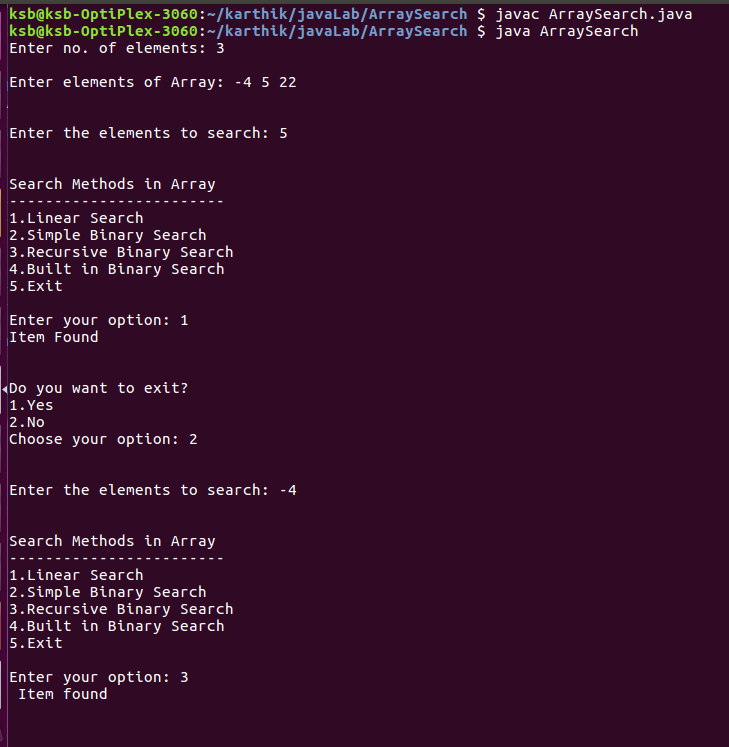 ksb@ksb-OptiPlex-3060:~/karthik/javaLab/ArraySearch $ javac ArraySearch.java
ksb@ksb-OptiPlex-3060:~/karthik/javaLab/ArraySearch $ java ArraySearch
Enter no. of elements: 3
Enter elements of Array: -4 5 22
Enter the elements to search: 5
Search Methods in Array
------------------------
1.Linear Search
2.Simple Binary Search
3.Recursive Binary Search
4.Built in Binary Search
5.Exit
Enter your option: 1
Item Found
Do you want to exit?
1.Yes
2.No
Choose your option: 2
Enter the elements to search: -4
Search Methods in Array
------------------------
1.Linear Search
2.Simple Binary Search
3.Recursive Binary Search
4.Built in Binary Search
5.Exit
Enter your option: 3
 Item found